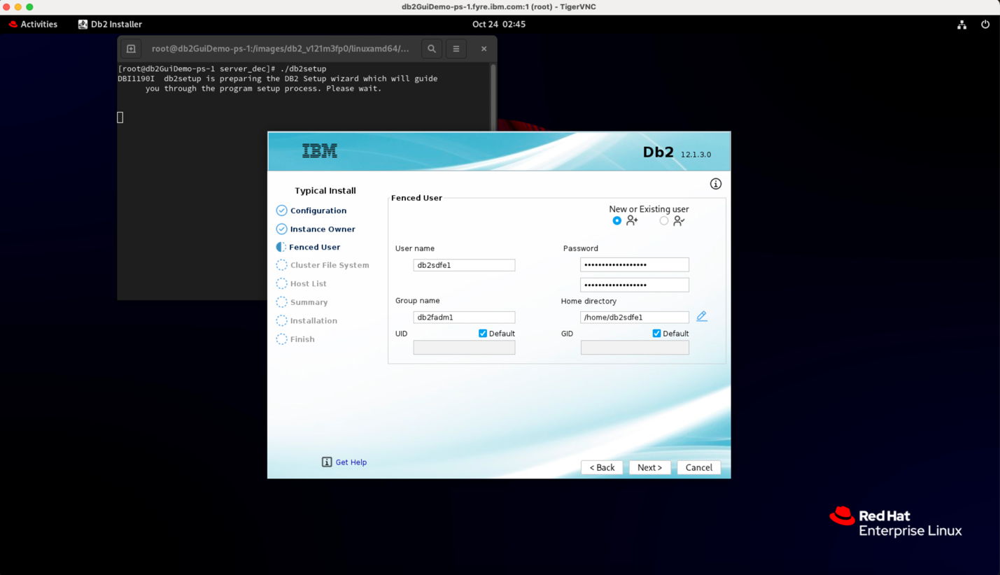 db2GuiDemo-ps-1.fyre.ibm.com:1 (root) - TigerVNC
Activities
Db2 Installer
Oct 24 02:45
root@db2GuiDemo-ps-1:/images/db2_v121m3fp0/linuxamd64/...
[root@db2GuiDemo-ps-1 server_dec]# ./db2setup
DBI1190I  db2setup is preparing the DB2 Setup wizard which will guide
you through the program setup process. Please wait.
IBM
Db2 12.1.3.0
Typical Install
Configuration
Instance Owner
Fenced User
Cluster File System
Host List
Summary
Installation
Finish
Fenced User
New or Existing user
User name
Password
db2sdfe1
••••••••••••••••••
••••••••••••••••••
Group name
Home directory
db2fadm1
/home/db2sdfe1
UID
Default
GID
Default
Get Help
< Back
Next >
Cancel
Red Hat
Enterprise Linux